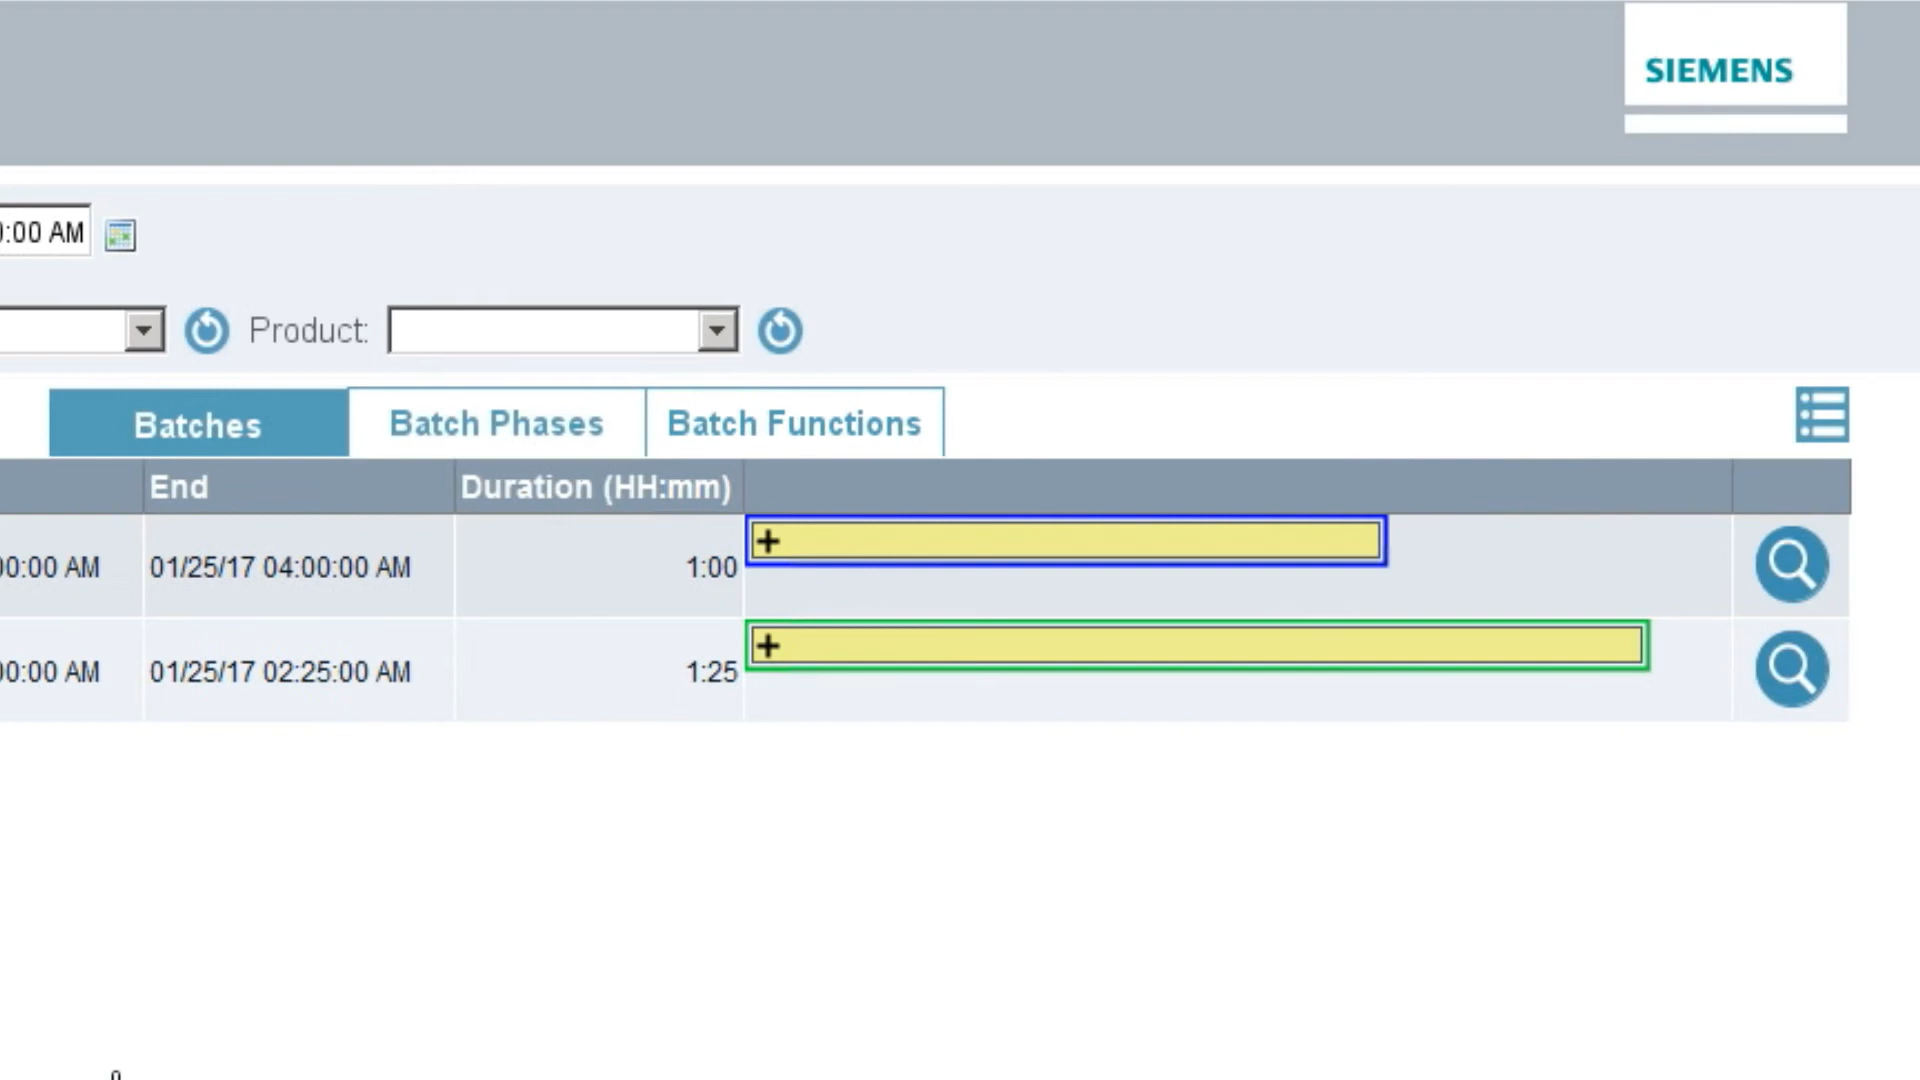 SIEMENS
:00 AM
Product:
Batches Batch Phases Batch Functions
End Duration (HH:mm)
00:00 AM 01/25/17 04:00:00 AM 1:00
+
00:00 AM 01/25/17 02:25:00 AM 1:25
+